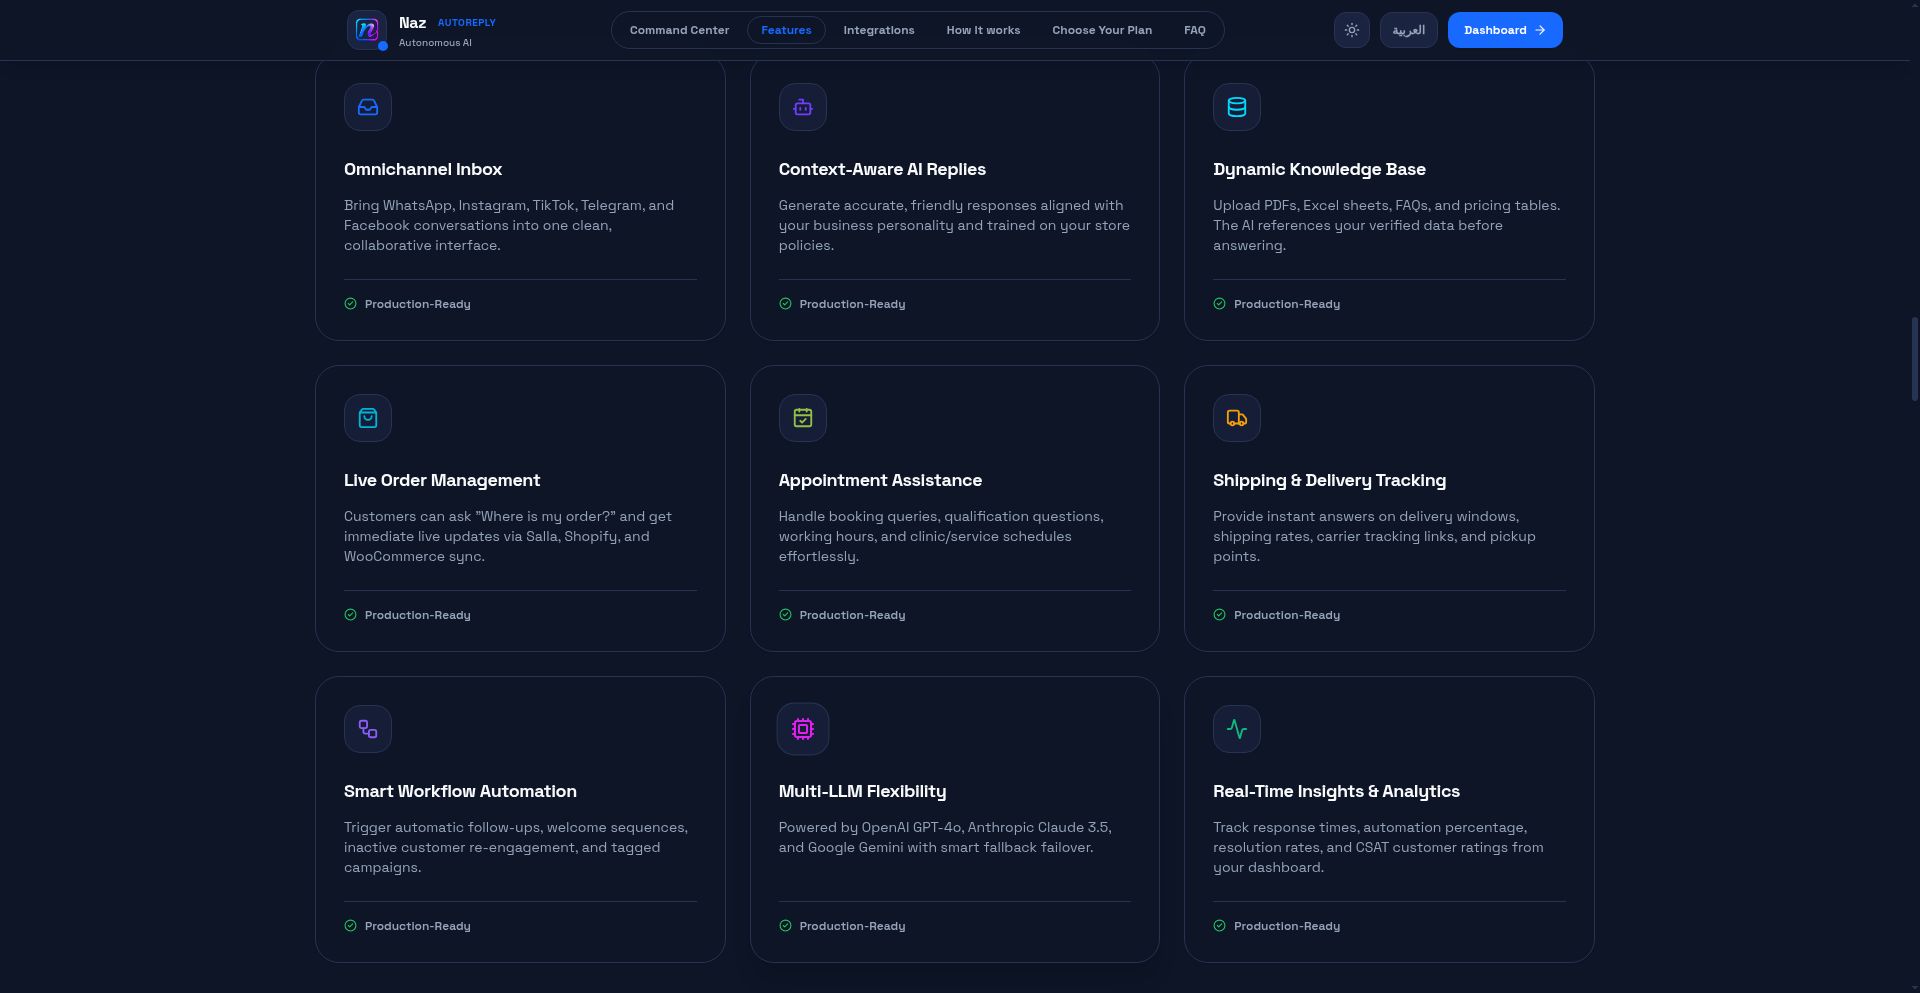 Naz AUTOREPLY
Autonomous AI
Command Center
Features
Integrations
How it works
Choose Your Plan
FAQ
العربية
Dashboard
Omnichannel Inbox
Bring WhatsApp, Instagram, TikTok, Telegram, and
Facebook conversations into one clean,
collaborative interface.
Production-Ready
Context-Aware AI Replies
Generate accurate, friendly responses aligned with
your business personality and trained on your store
policies.
Production-Ready
Dynamic Knowledge Base
Upload PDFs, Excel sheets, FAQs, and pricing tables.
The AI references your verified data before
answering.
Production-Ready
Live Order Management
Customers can ask "Where is my order?" and get
immediate live updates via Salla, Shopify, and
WooCommerce sync.
Production-Ready
Appointment Assistance
Handle booking queries, qualification questions,
working hours, and clinic/service schedules
effortlessly.
Production-Ready
Shipping & Delivery Tracking
Provide instant answers on delivery windows,
shipping rates, carrier tracking links, and pickup
points.
Production-Ready
Smart Workflow Automation
Trigger automatic follow-ups, welcome sequences,
inactive customer re-engagement, and tagged
campaigns.
Production-Ready
Multi-LLM Flexibility
Powered by OpenAI GPT-4o, Anthropic Claude 3.5,
and Google Gemini with smart fallback failover.
Production-Ready
Real-Time Insights & Analytics
Track response times, automation percentage,
resolution rates, and CSAT customer ratings from
your dashboard.
Production-Ready